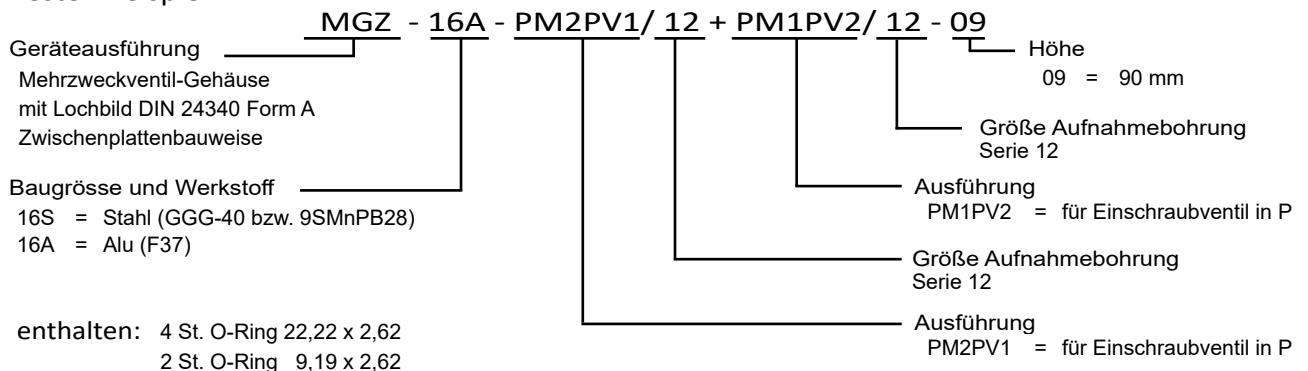 MGZ - 16A - PM2PV1/ 12 + PM1PV2/ 12 - 09
Geräteausführung
Mehrzweckventil-Gehäuse
mit Lochbild DIN 24340 Form A
Zwischenplattenbauweise
Baugrösse und Werkstoff
16S = Stahl (GGG-40 bzw. 9SMnPB28)
16A = Alu (F37)
enthalten: 4 St. O-Ring 22,22 x 2,62
2 St. O-Ring 9,19 x 2,62
Höhe
09 = 90 mm
Größe Aufnahmebohrung
Serie 12
Ausführung
PM1PV2 = für Einschraubventil in P
Größe Aufnahmebohrung
Serie 12
Ausführung
PM2PV1 = für Einschraubventil in P